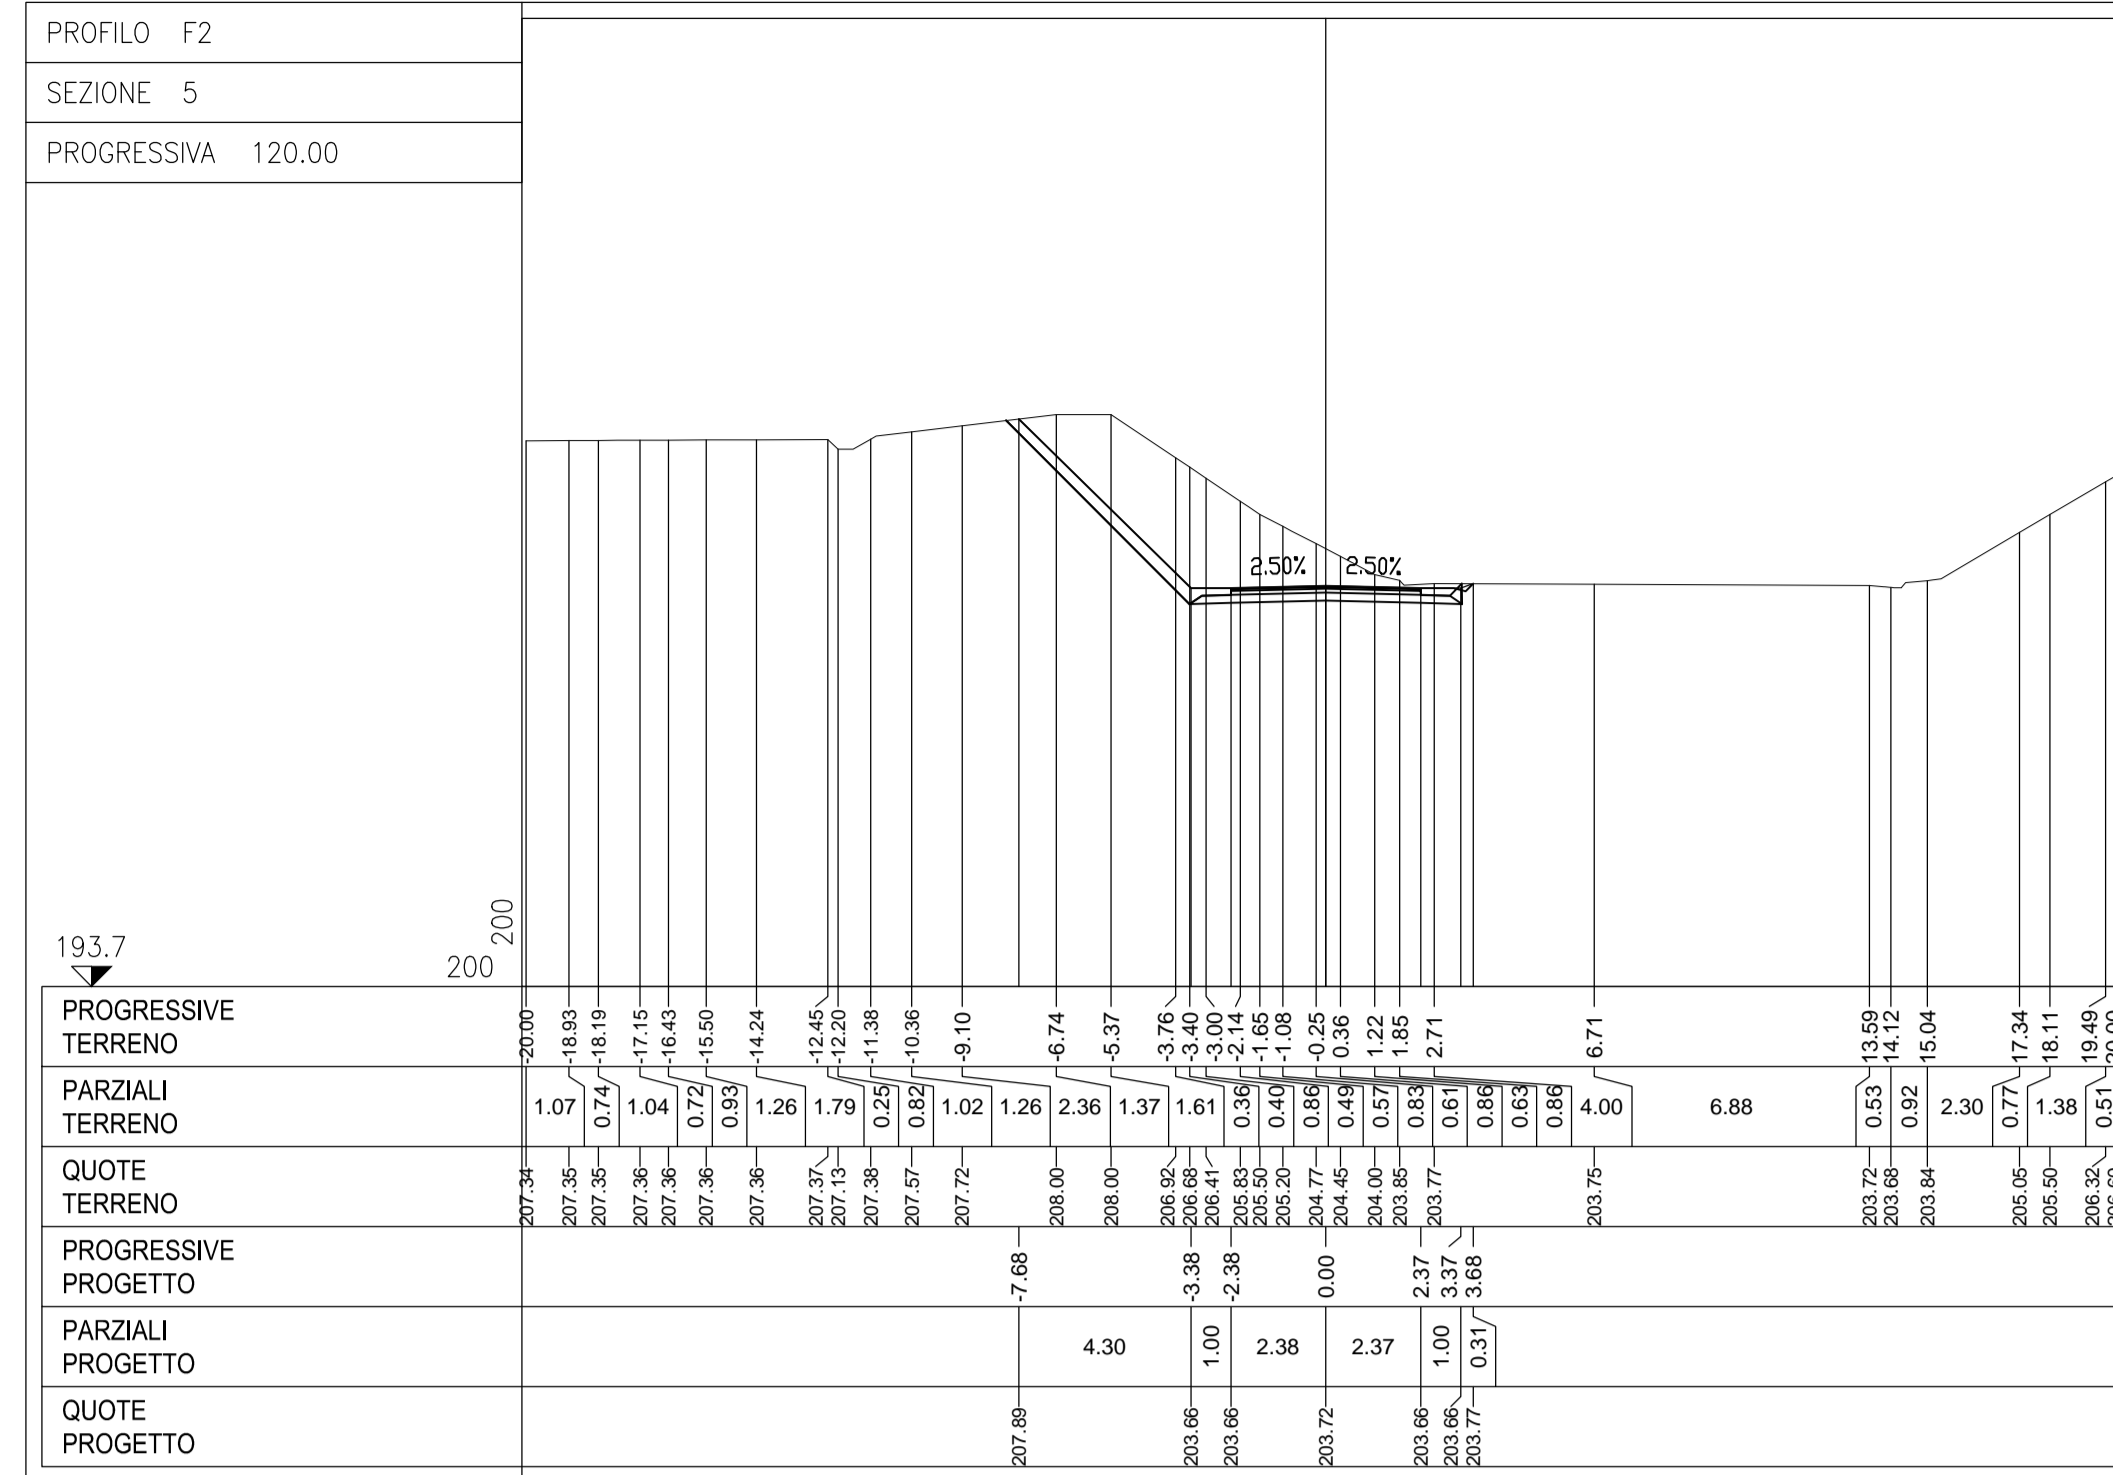 PROFILO F2
SEZIONE 5
PROGRESSIVA 120.00
2.50% 2.50%
200
193.7
200
PROGRESSIVE
TERRENO
-20.00 -18.93 -18.19 -17.15 -16.43 -15.50 -14.24 -12.45 -12.20 -11.38 -10.36 -9.10 -6.74 -5.37 -3.76 -3.40 -3.00 -2.14 -1.65 -1.08 -0.25 0.36 1.22 1.85 2.71 6.71 13.59 14.12 15.04 17.34 18.11 19.49
PARZIALI
TERRENO
1.07 0.74 1.04 0.72 0.93 1.26 1.79 0.25 0.82 1.02 1.26 2.36 1.37 1.61 0.36 0.40 0.86 0.49 0.57 0.83 0.61 0.86 0.63 0.86 4.00 6.88 0.53 0.92 2.30 0.77 1.38 0.51
QUOTE
TERRENO
207.34 207.35 207.35 207.36 207.36 207.36 207.36 207.37 207.13 207.38 207.57 207.72 208.00 208.00 206.92 206.68 206.41 205.83 205.50 205.20 204.77 204.45 204.00 203.85 203.77 203.75 203.72 203.68 203.84 205.05 205.50 206.32
PROGRESSIVE
PROGETTO
-7.68 -3.38 -2.38 0.00 2.37 3.37 3.68
PARZIALI
PROGETTO
4.30 1.00 2.38 2.37 1.00 0.31
QUOTE
PROGETTO
207.89 203.66 203.66 203.72 203.66 203.66 203.77